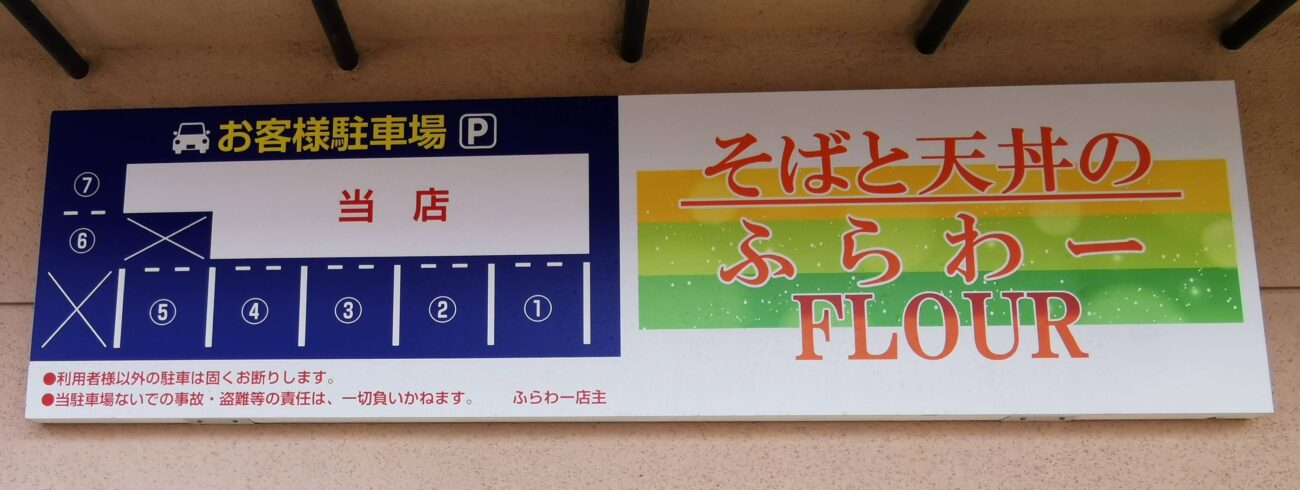 お客様駐車場 P
⑦
当店
⑥
⑤ ④ ③ ② ①
●利用者様以外の駐車は固くお断りします。
●当駐車場ないでの事故・盗難等の責任は、一切負いかねます。 ふらわー店主
そばと天丼の
ふらわー
FLOUR